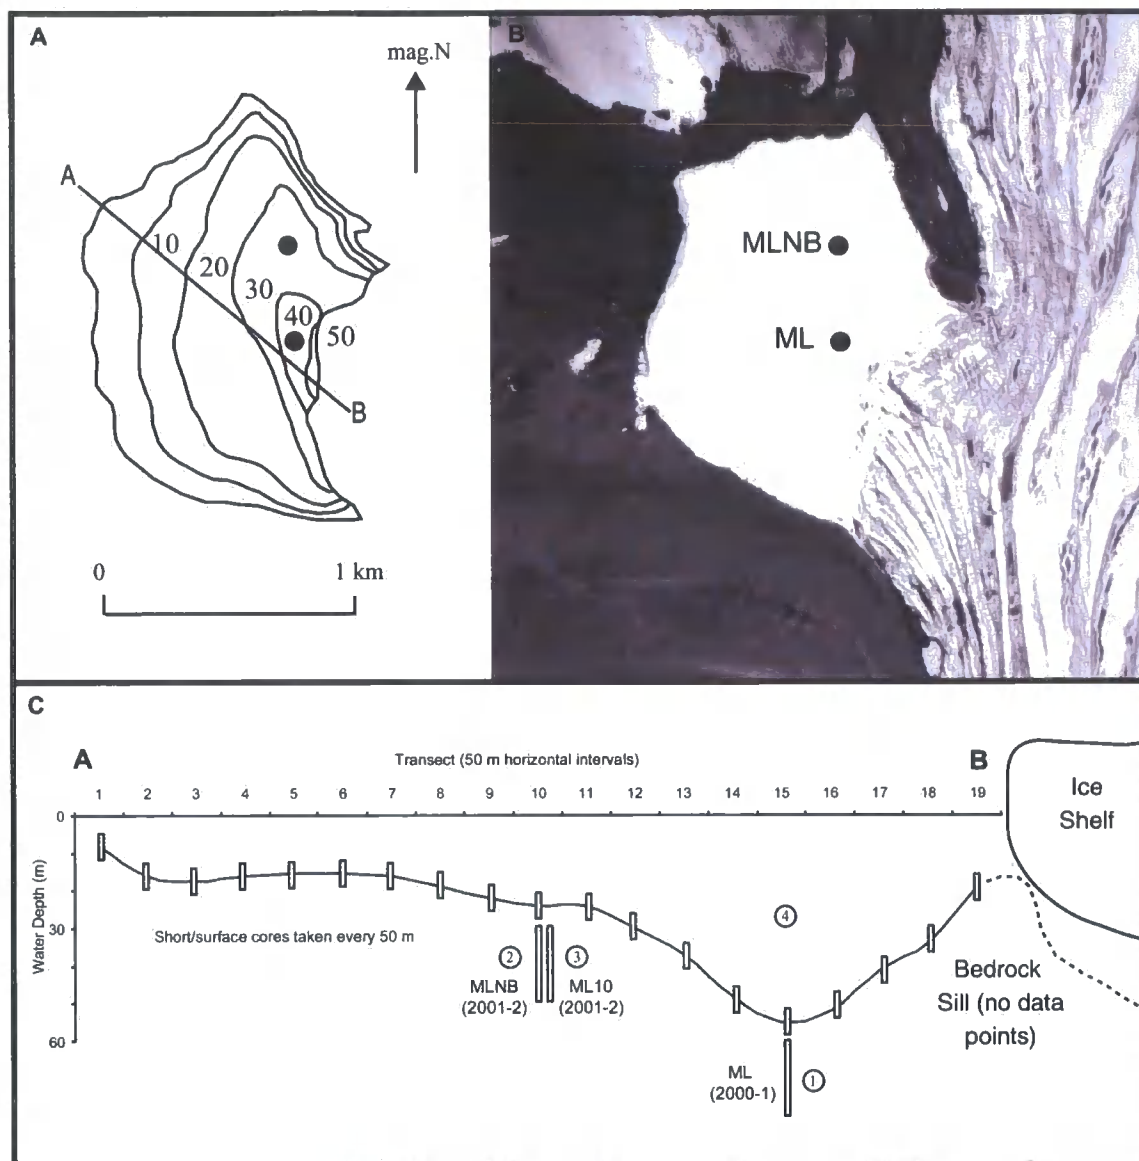 A
mag.N
A
10
20
30
40
50
B
0 1 km
B
MLNB
ML
C
A
Transect (50 m horizontal intervals)
B
1 2 3 4 5 6 7 8 9 10 11 12 13 14 15 16 17 18 19
0
30
60
Water Depth (m)
Ice
Shelf
Short/surface cores taken every 50 m
4
2
MLNB
(2001-2)
3
ML10
(2001-2)
Bedrock
Sill (no data
points)
ML
(2000-1)
1